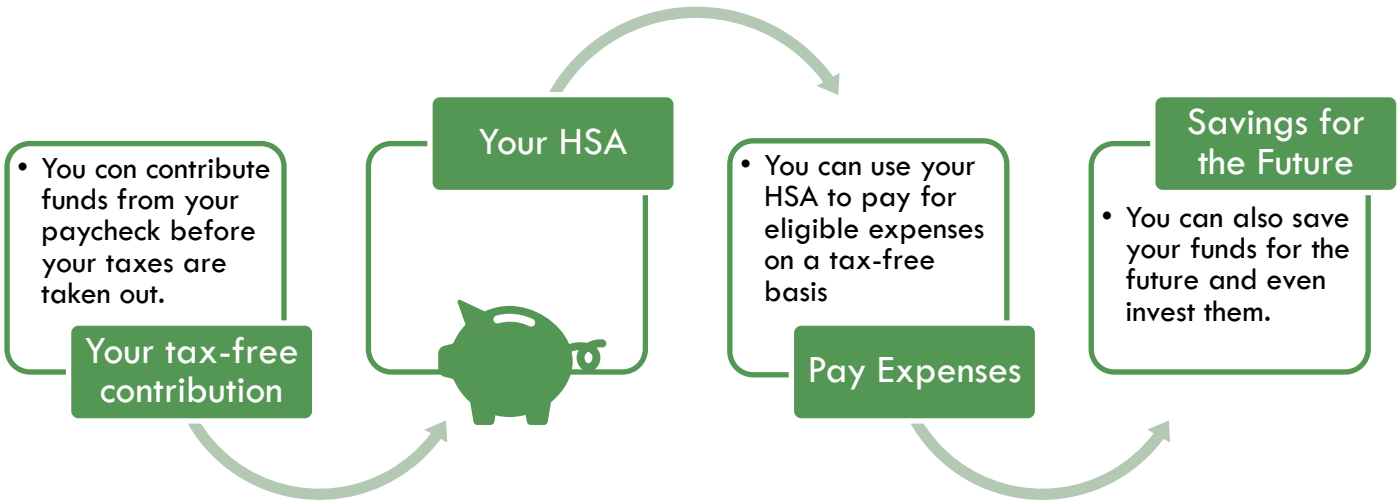 • You con contribute
funds from your
paycheck before
your taxes are
taken out.
Your tax-free
contribution
Your HSA
• You can use your
HSA to pay for
eligible expenses
on a tax-free
basis
Pay Expenses
Savings for
the Future
• You can also save
your funds for the
future and even
invest them.